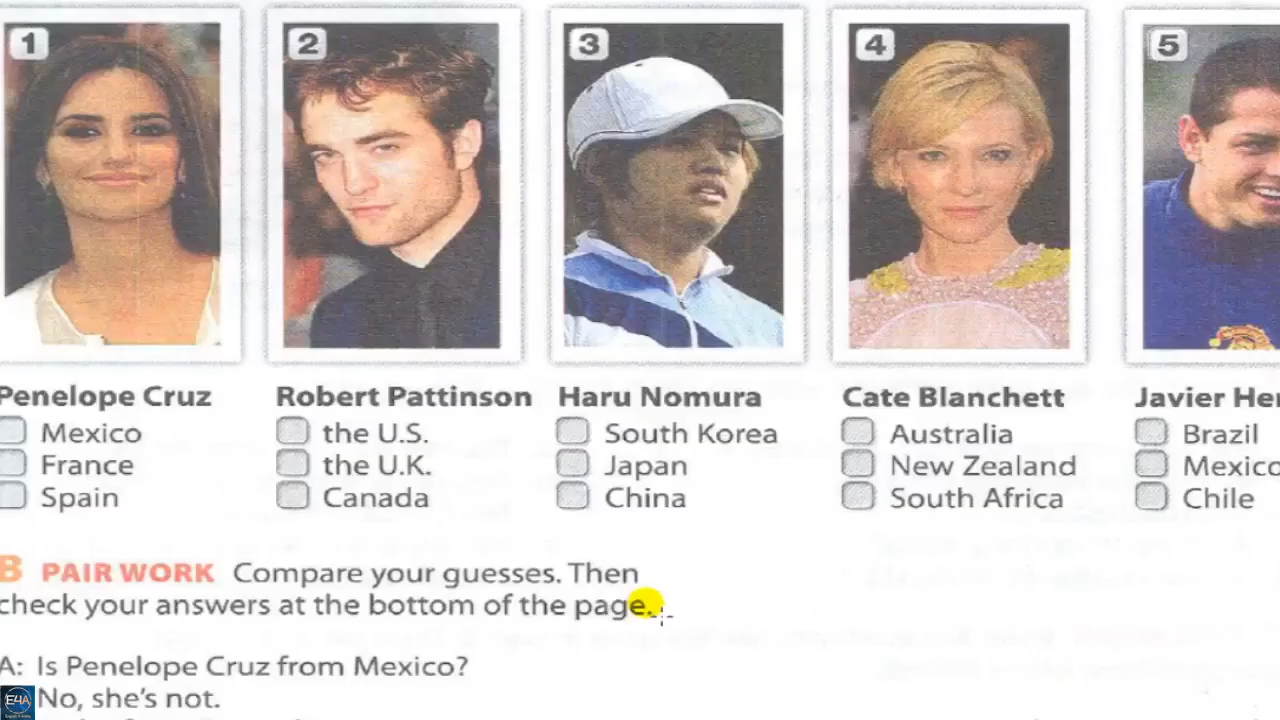 1 2 3 4 5
Penelope Cruz Robert Pattinson Haru Nomura Cate Blanchett Javier
Mexico the U.S. South Korea Australia Brazil
France the U.K. Japan New Zealand Mexico
Spain Canada China South Africa Chile
B PAIR WORK Compare your guesses. Then
check your answers at the bottom of the page.
A: Is Penelope Cruz from Mexico?
No, she's not.
E4A